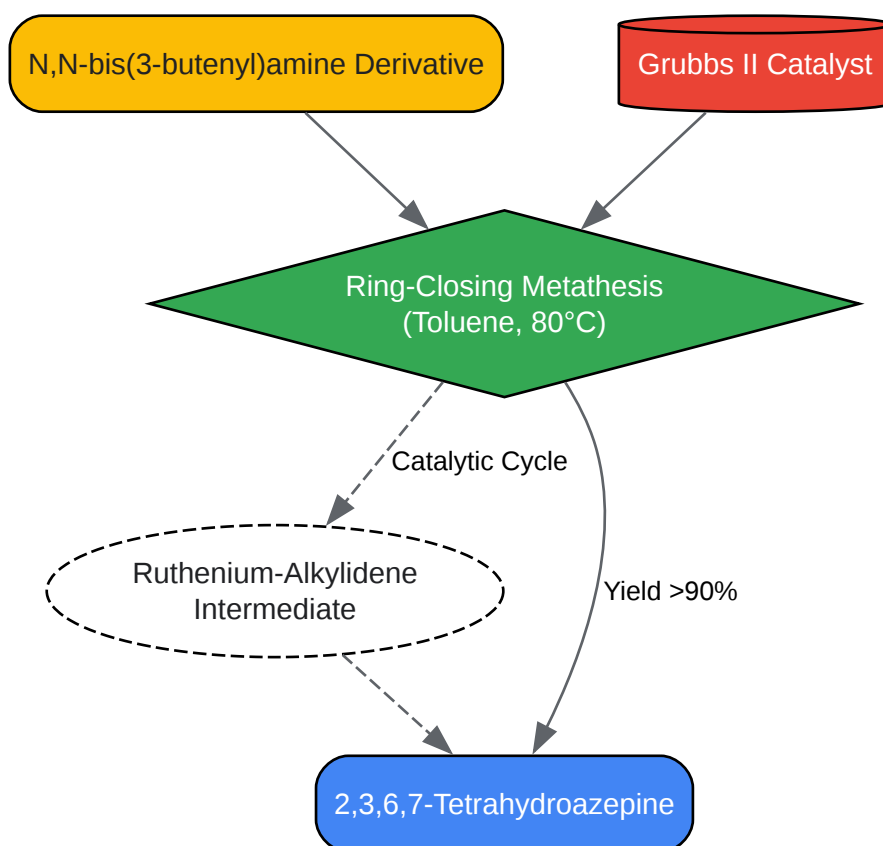 N,N-bis(3-butenyl)amine Derivative
Grubbs II Catalyst
Ring-Closing Metathesis
(Toluene, 80°C)
Catalytic Cycle
Ruthenium-Alkylidene
Intermediate
Yield >90%
2,3,6,7-Tetrahydroazepine